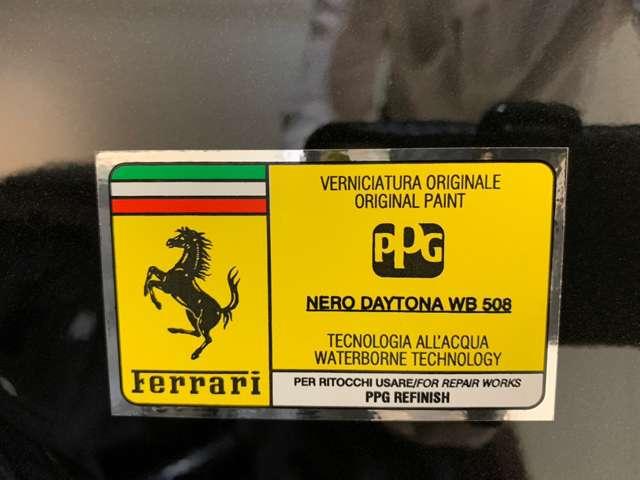 VERNICIATURA ORIGINALE
ORIGINAL PAINT
PPG
NERO DAYTONA WB 508
TECNOLOGIA ALL'ACQUA
WATERBORNE TECHNOLOGY
Ferrari
PER RITOCCHI USARE/FOR REPAIR WORKS
PPG REFINISH